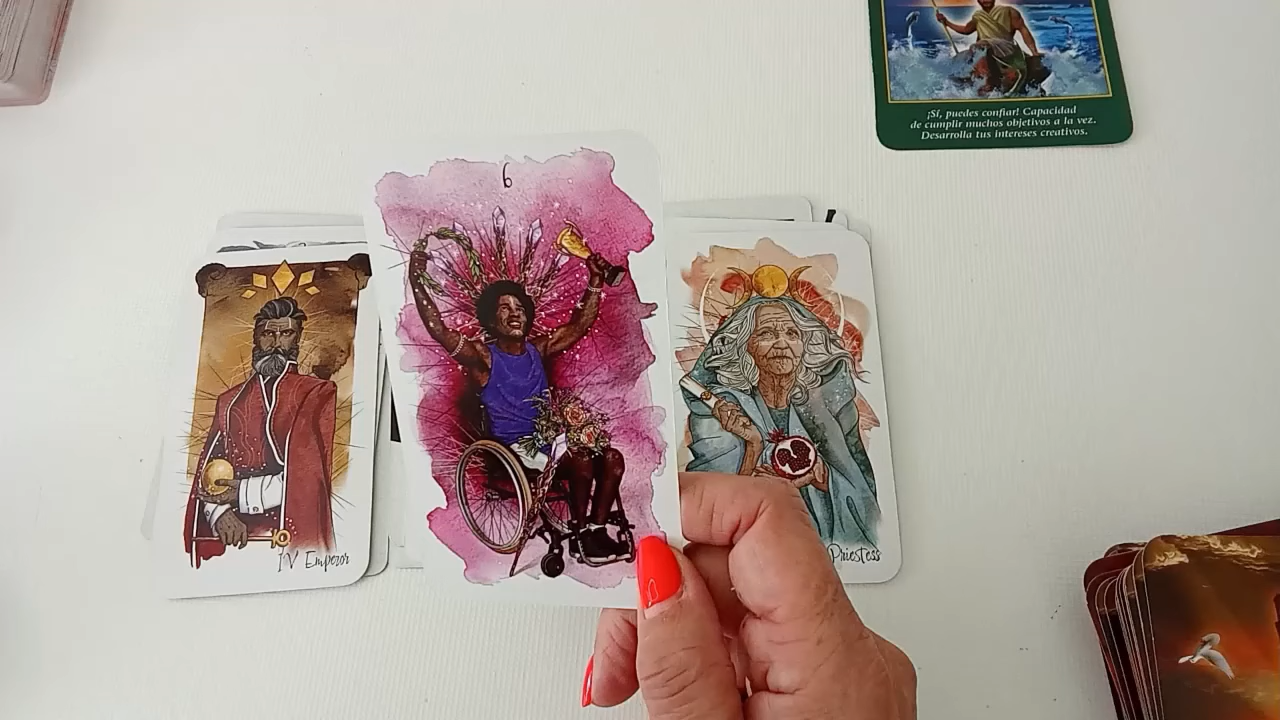 ¡Sí, puedes confiar! Capacidad
de cumplir muchos objetivos a la vez.
Desarrolla tus intereses creativos.
6
IV Emperor
Priestess